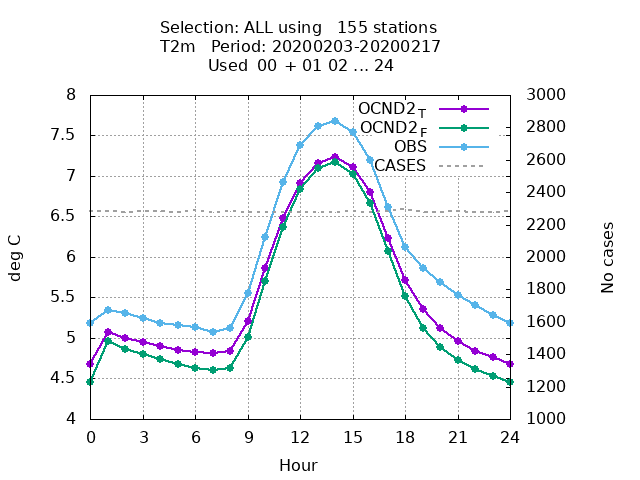 Selection: ALL using   155 stations
T2m   Period: 20200203-20200217
Used  00 + 01 02 ... 24
8 3000
OCND2T
7.5 2800
OCND2F
OBS
7 2600
CASES
2400
6.5 2200
6 2000
deg C
No cases
5.5 1800
1600
5
1400
4.5 1200
4 1000
0 3 6 9 12 15 18 21 24
Hour